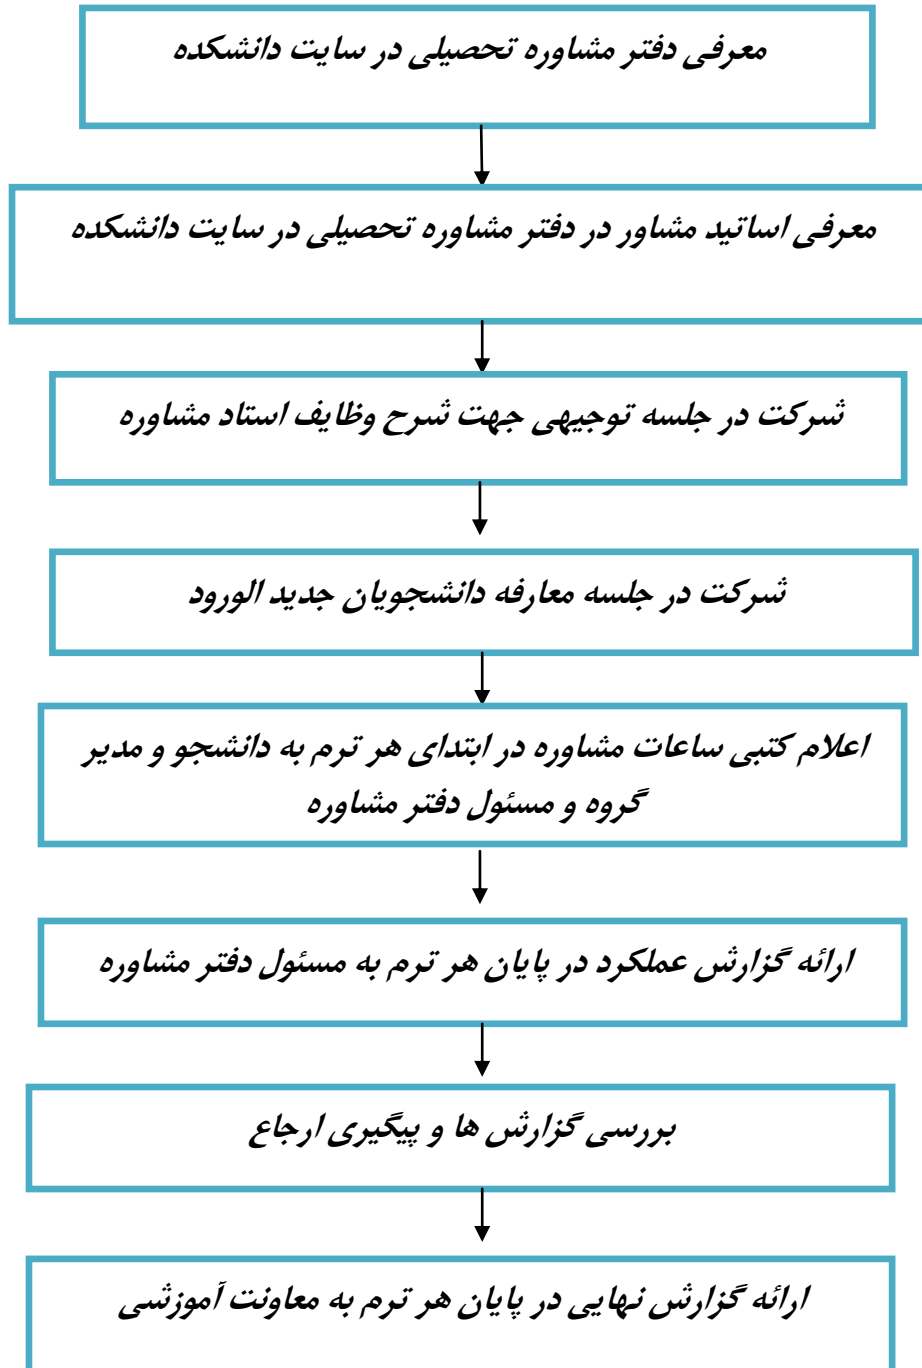 معرفی دفتر مشاوره تحصیلی در سایت دانشکده
معرفی اساتید مشاور در دفتر مشاوره تحصیلی در سایت دانشکده
شرکت در جلسه توجیهی جهت شرح وظایف استاد مشاوره
شرکت در جلسه معارفه دانشجویان جدید الورود
اعلام کتبی ساعات مشاوره در ابتدای هر ترم به دانشجو و مدیر
گروه و مسئول دفتر مشاوره
ارائه گزارش عملکرد در پایان هر ترم به مسئول دفتر مشاوره
بررسی گزارش ها و پیگیری ارجاع
ارائه گزارش نهایی در پایان هر ترم به معاونت آموزشی